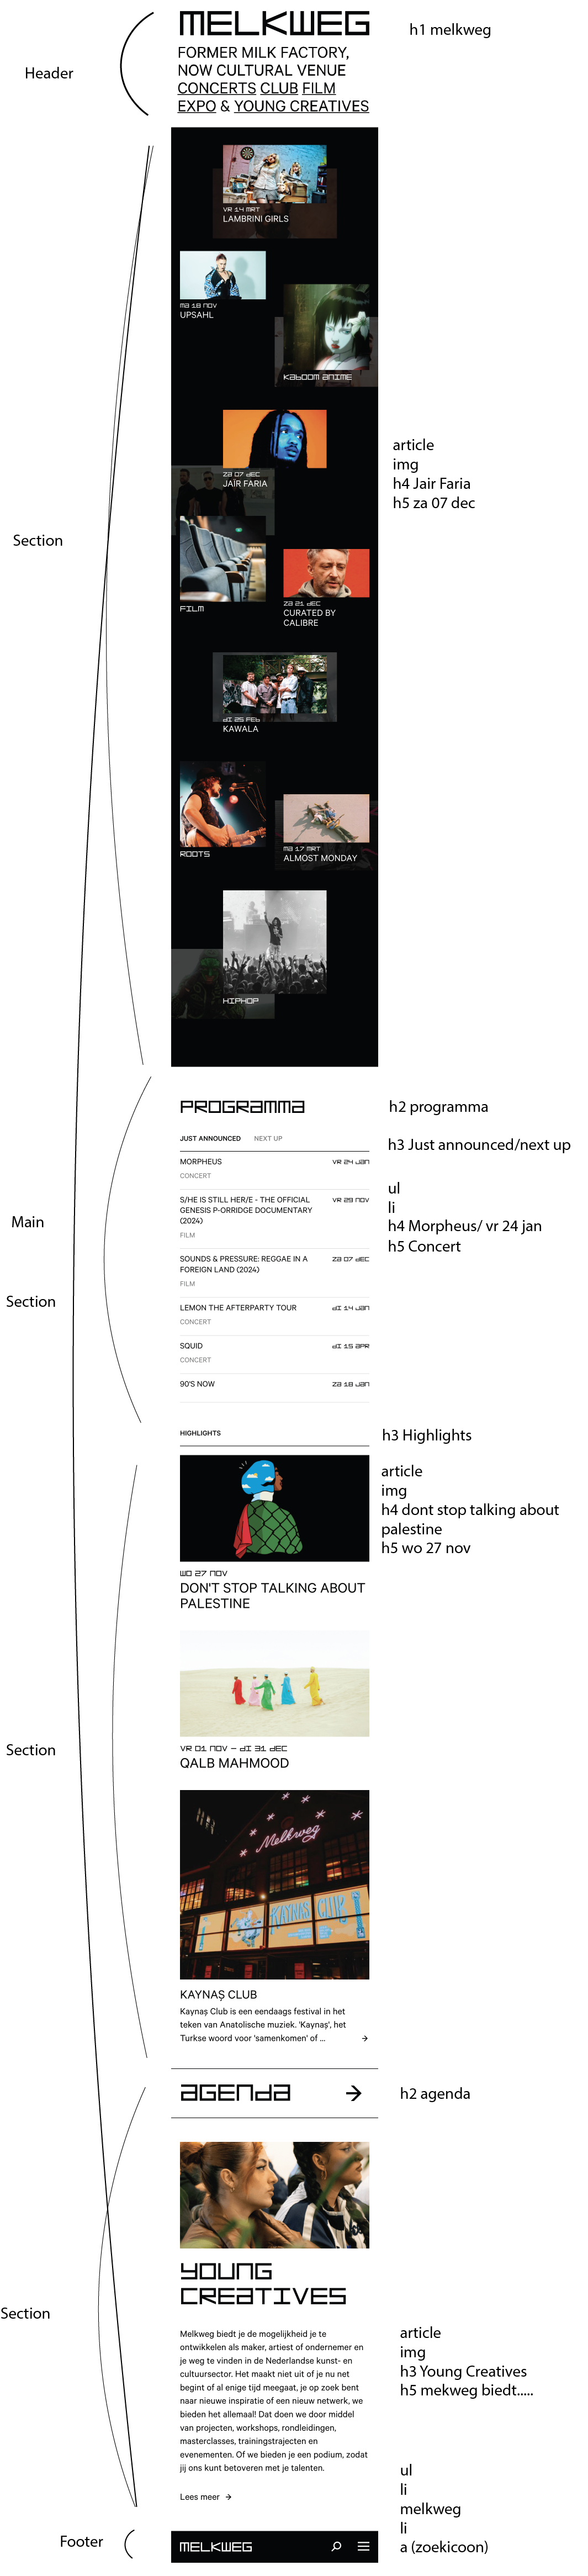 MELKWEG
h1 melkweg
Header
FORMER MILK FACTORY,
NOW CULTURAL VENUE
CONCERTS CLUB FILM
EXPO & YOUNG CREATIVES
VR 14 MRT
LAMBRINI GIRLS
MA 18 NOV
UPSAHL
KABOOM ANIME
ZA 07 DEC
JAÏR FARIA
article
img
h4 Jair Faria
h5 za 07 dec
Section
FILM
ZA 21 DEC
CURATED BY
CALIBRE
DI 25 FEB
KAWALA
ROOTS
MA 17 MRT
ALMOST MONDAY
HIPHOP
PROGRAMMA
h2 programma
JUST ANNOUNCED NEXT UP
h3 Just announced/next up
MORPHEUS VR 24 JAN
CONCERT
S/HE IS STILL HER/E - THE OFFICIAL VR 29 NOV
GENESIS P-ORRIDGE DOCUMENTARY
(2024)
FILM
ul
li
h4 Morpheus/ vr 24 jan
h5 Concert
Main
SOUNDS & PRESSURE: REGGAE IN A ZA 07 DEC
FOREIGN LAND (2024)
FILM
Section
LEMON THE AFTERPARTY TOUR DI 14 JAN
CONCERT
SQUID DI 15 APR
CONCERT
90'S NOW ZA 18 JAN
HIGHLIGHTS
h3 Highlights
article
img
h4 dont stop talking about
palestine
h5 wo 27 nov
WO 27 NOV
DON'T STOP TALKING ABOUT
PALESTINE
Section
VR 01 NOV – DI 31 DEC
QALB MAHMOOD
Melkweg
KAYNAŞ CLUB
KAYNAŞ CLUB
Kaynaş Club is een eendaags festival in het
teken van Anatolische muziek. 'Kaynaş', het
Turkse woord voor 'samenkomen' of ... →
AGENDA →
h2 agenda
YOUNG
CREATIVES
Section
Melkweg biedt je de mogelijkheid je te
ontwikkelen als maker, artiest of ondernemer en
je weg te vinden in de Nederlandse kunst- en
cultuursector. Het maakt niet uit of je nu net
begint of al enige tijd meegaat, je op zoek bent
naar nieuwe inspiratie of een nieuw netwerk, we
bieden het allemaal! Dat doen we door middel
van projecten, workshops, rondleidingen,
masterclasses, trainingstrajecten en
evenementen. Of we bieden je een podium, zodat
jij ons kunt betoveren met je talenten.
article
img
h3 Young Creatives
h5 mekweg biedt.....
Lees meer →
ul
li
melkweg
li
a (zoekicoon)
Footer
MELKWEG